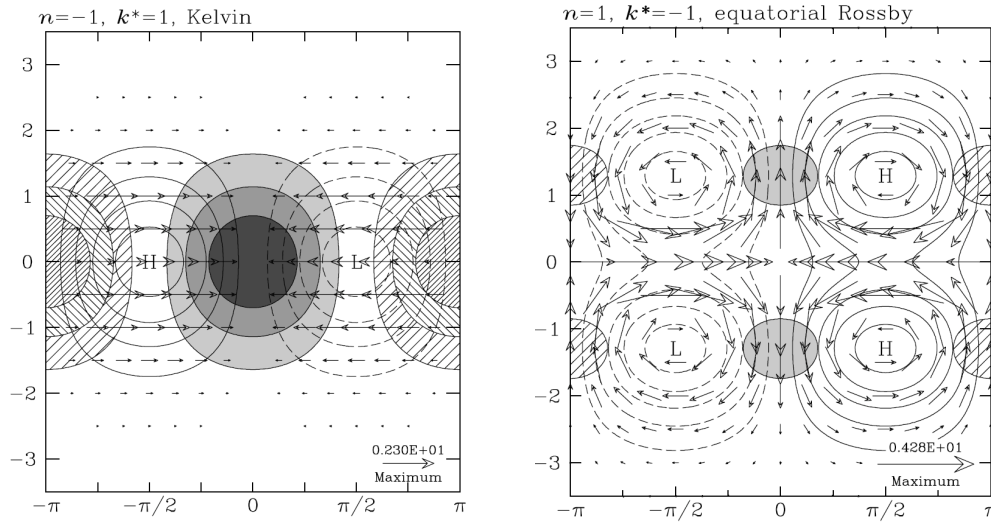 n=−1, k*=1, Kelvin
3
2
1
0
−1
−2
−3
H
L
0.230E+01
Maximum
−π
−π/2
0
π/2
π
n=1, k*=−1, equatorial Rossby
3
2
1
0
−1
−2
−3
L
H
L
H
0.428E+01
Maximum
−π
−π/2
0
π/2
π